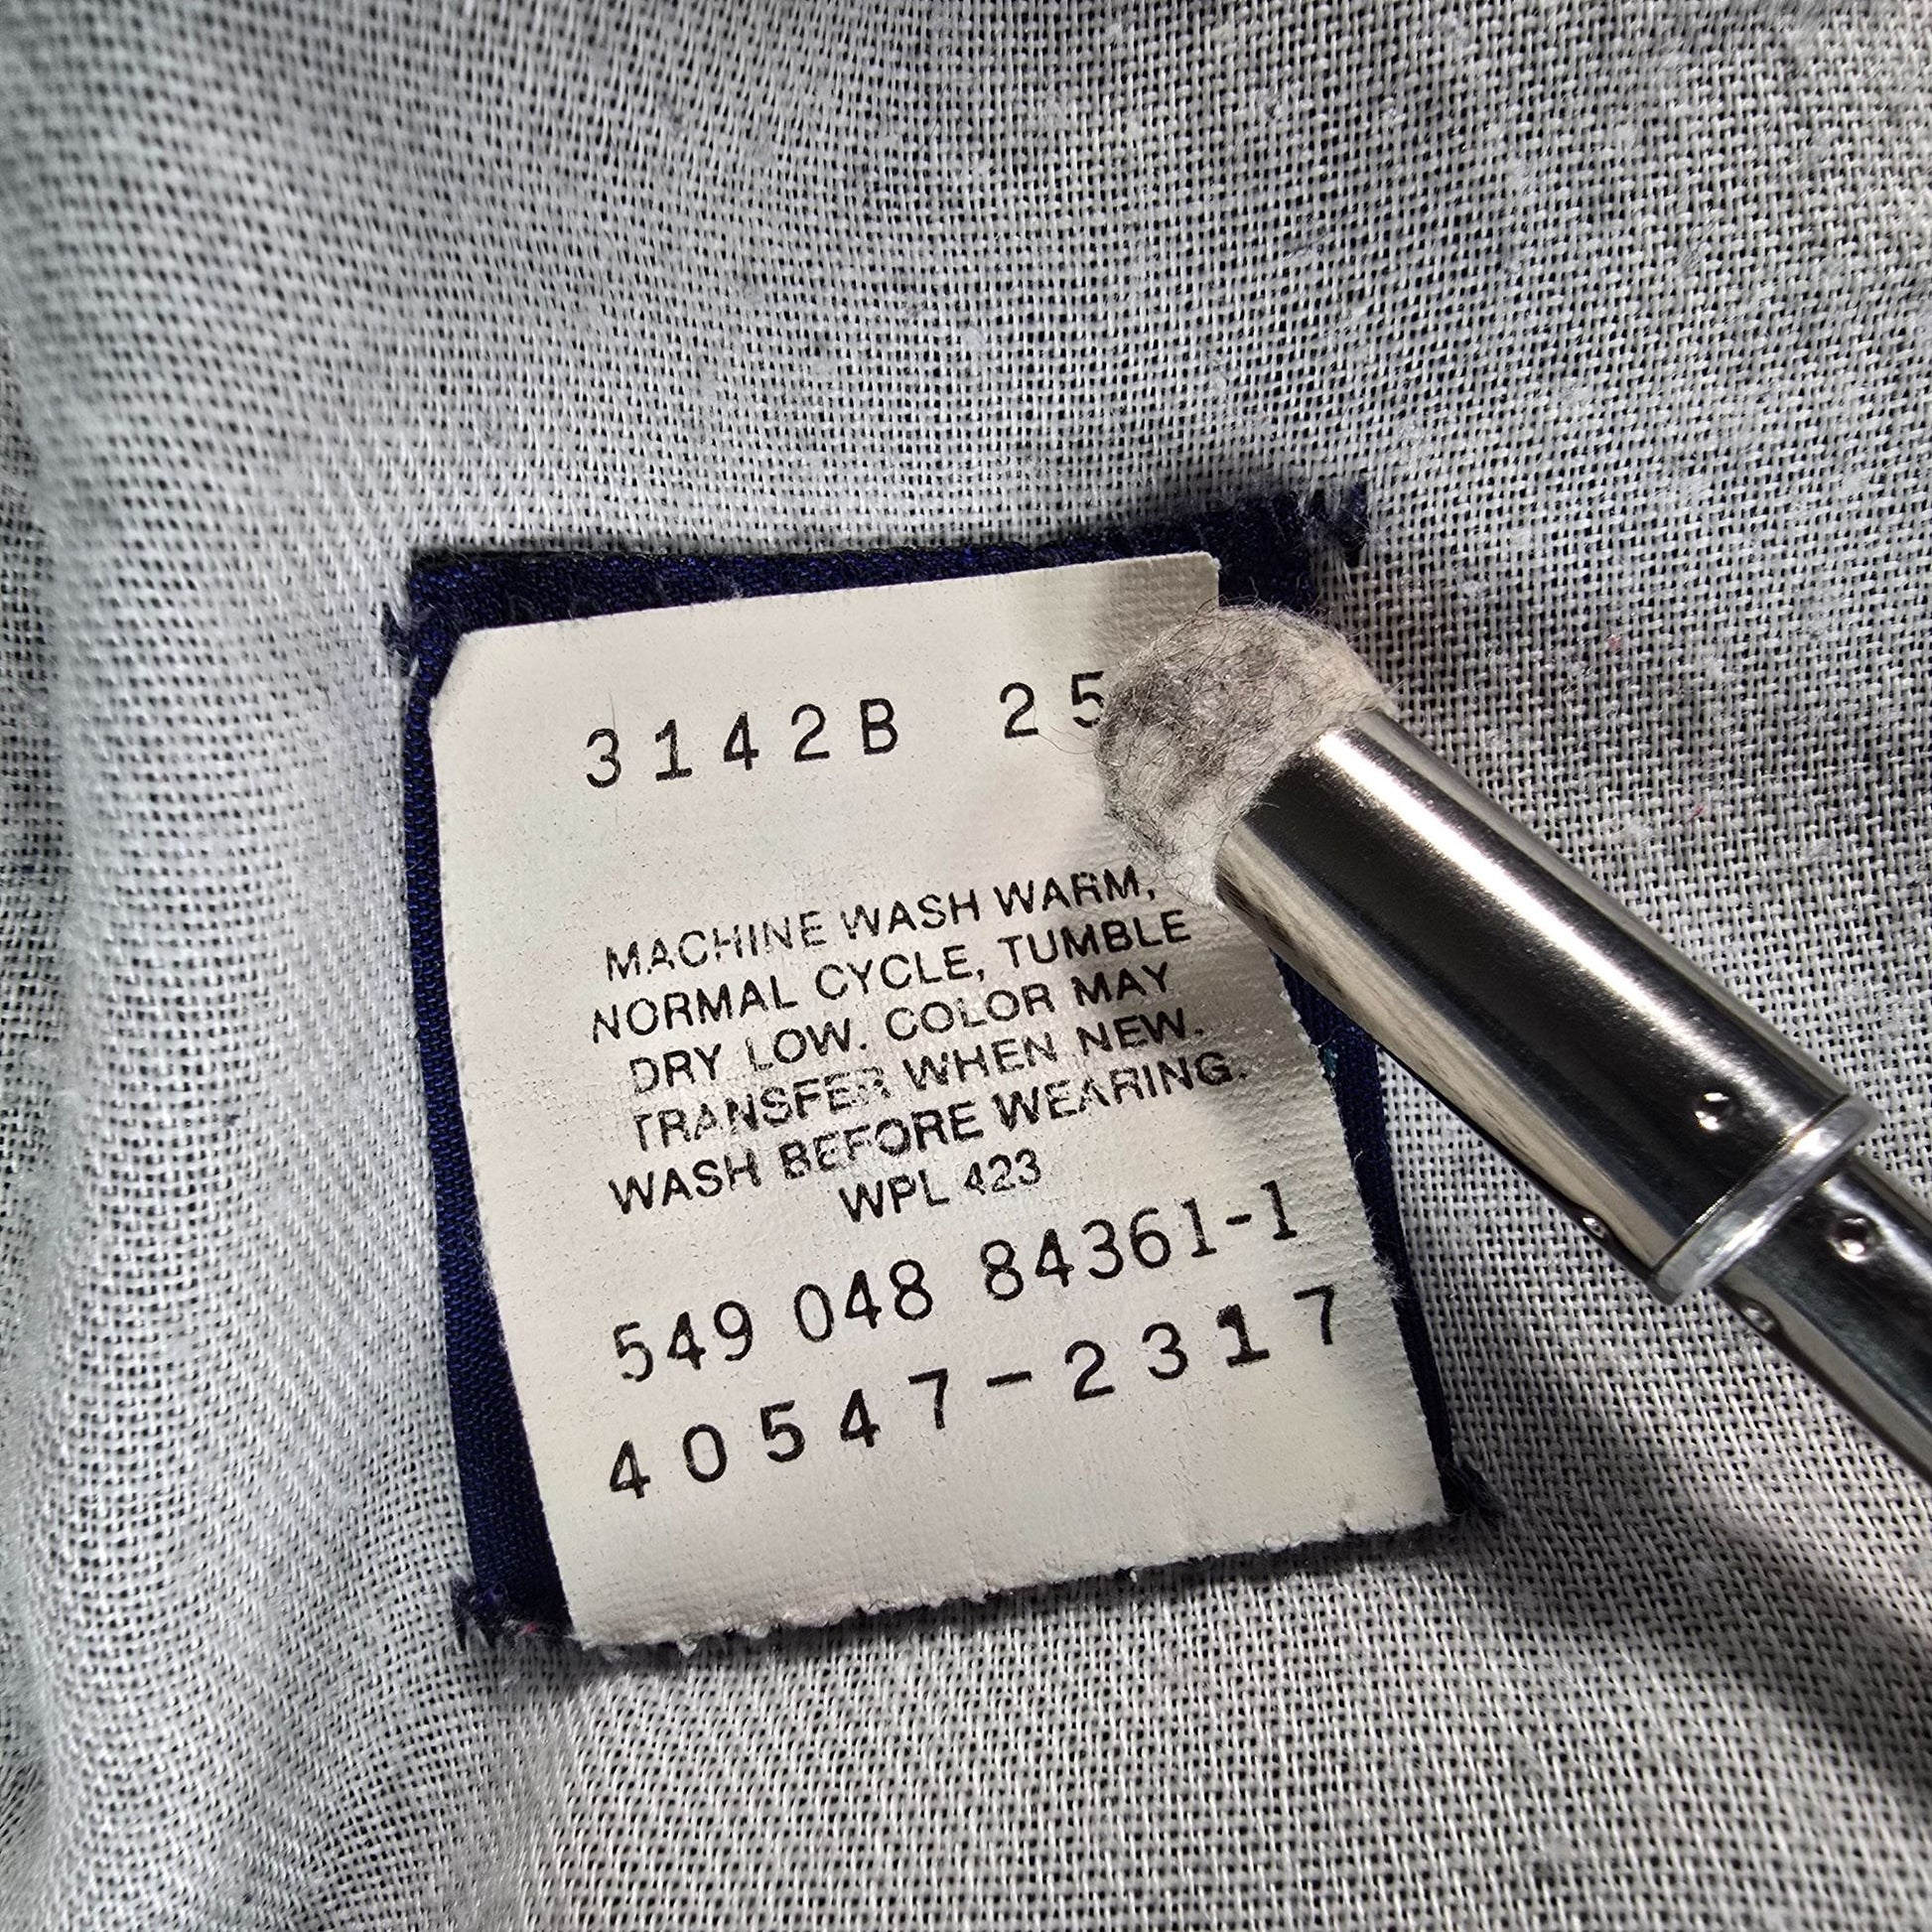 3142B 25
MACHINE WASH WARM,
NORMAL CYCLE, TUMBLE
DRY LOW. COLOR MAY
TRANSFER WHEN NEW.
WASH BEFORE WEARING.
WPL 423
549 048 84361-1
40547-2317